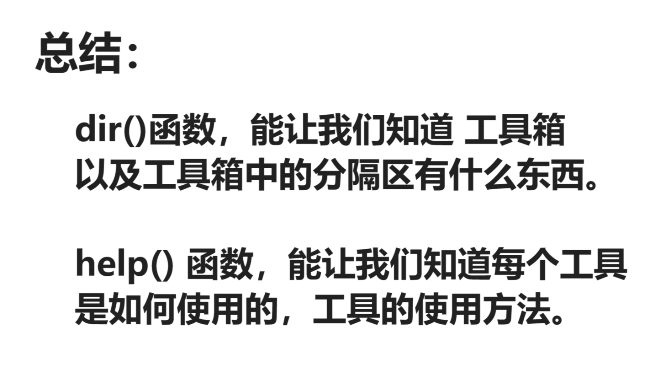 总结：
dir()函数，能让我们知道 工具箱
以及工具箱中的分隔区有什么东西。
help() 函数，能让我们知道每个工具
是如何使用的，工具的使用方法。